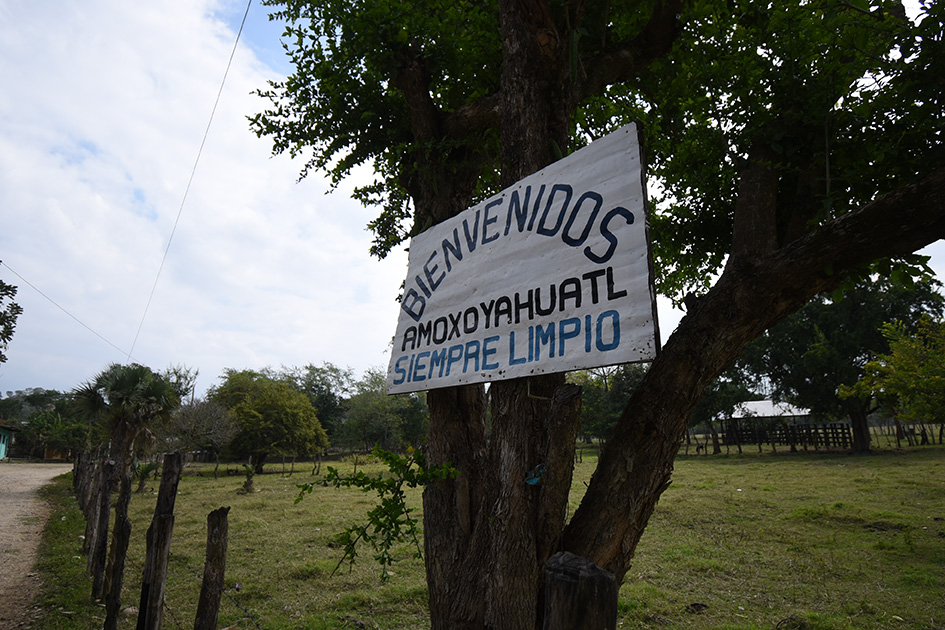 BIENVENIDOS
AMOXOYAHUATL
SIEMPRE LIMPIO